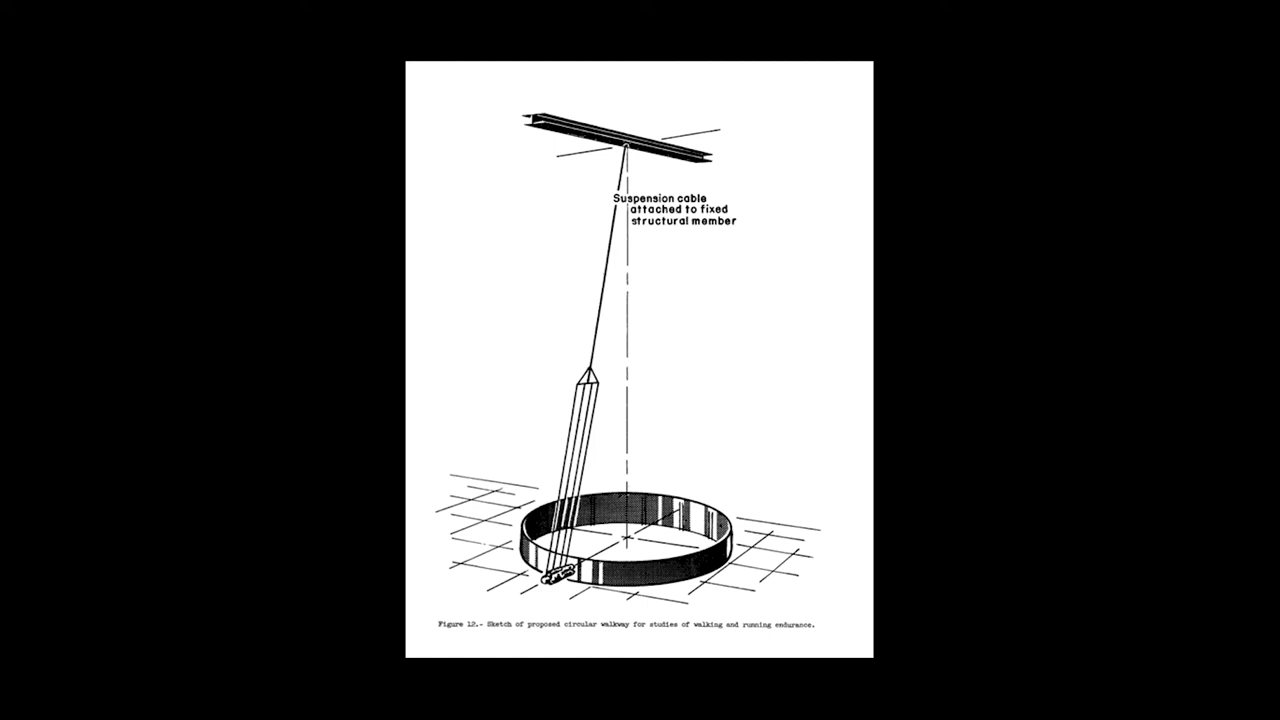 Suspension cable
attached to fixed
structural member
Figure 12.- Sketch of proposed circular walkway for studies of walking and running endurance.